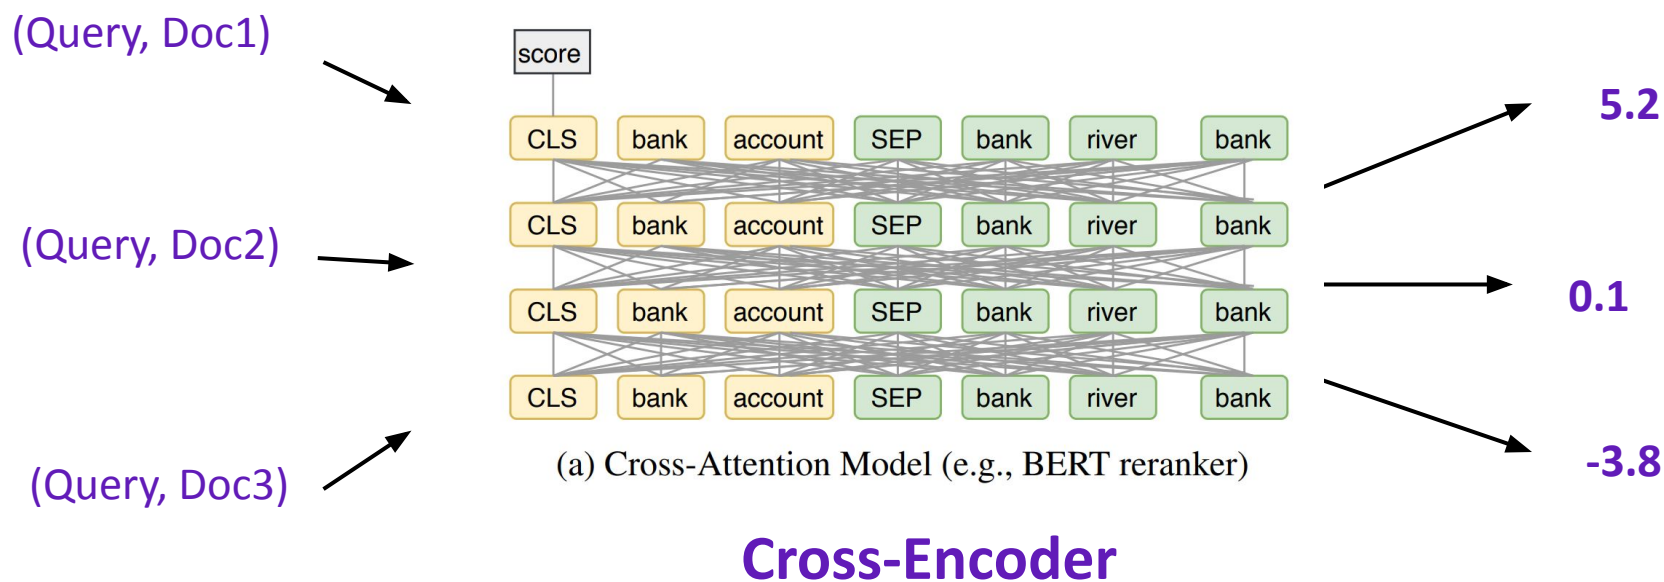 (Query, Doc1)
score
5.2
CLS bank account SEP bank river bank
CLS bank account SEP bank river bank
(Query, Doc2)
0.1
CLS bank account SEP bank river bank
CLS bank account SEP bank river bank
(a) Cross-Attention Model (e.g., BERT reranker)
-3.8
(Query, Doc3)
Cross-Encoder